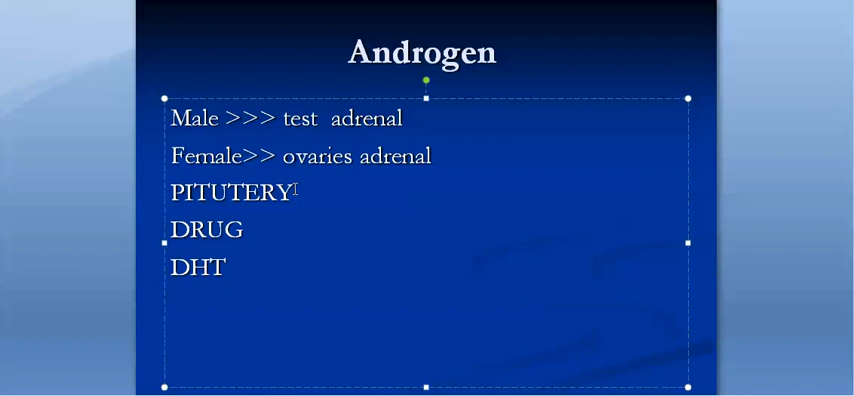 Androgen
Male >>> test  adrenal
Female>> ovaries adrenal
PITUTERY
DRUG
DHT